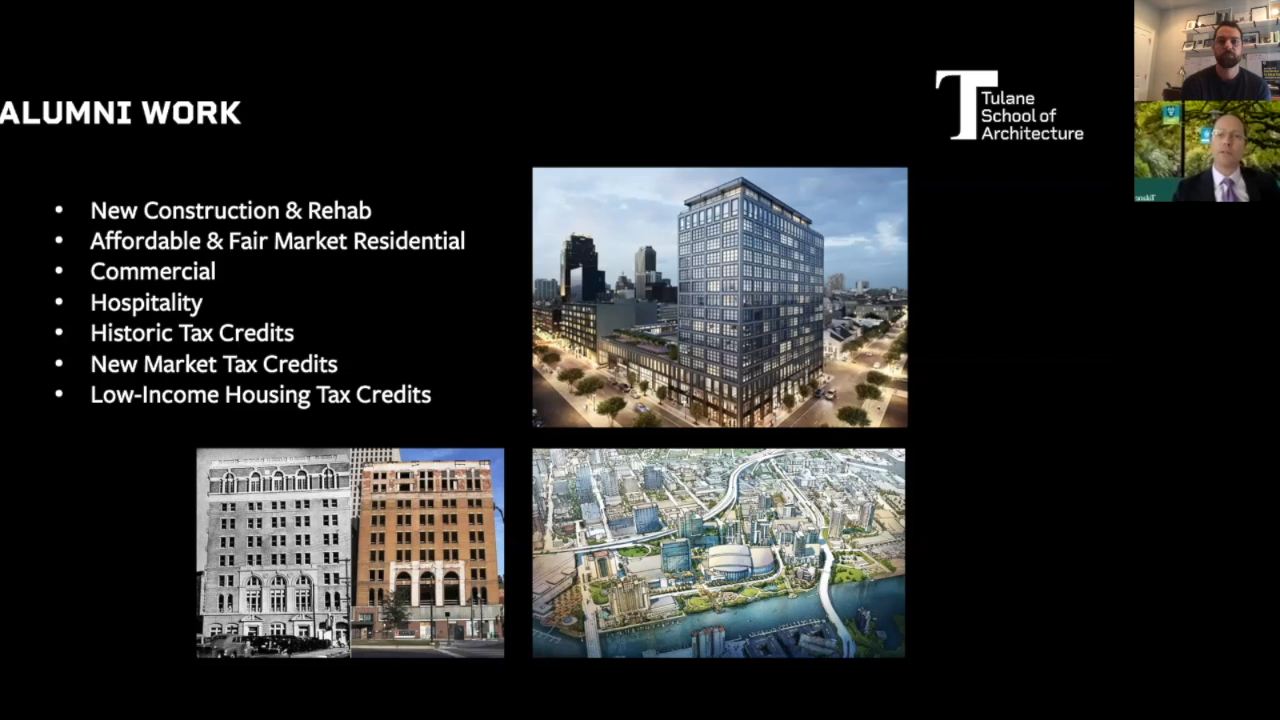 ALUMNI WORK
Tulane
School of
Architecture
• New Construction & Rehab
• Affordable & Fair Market Residential
• Commercial
• Hospitality
• Historic Tax Credits
• New Market Tax Credits
• Low-Income Housing Tax Credits